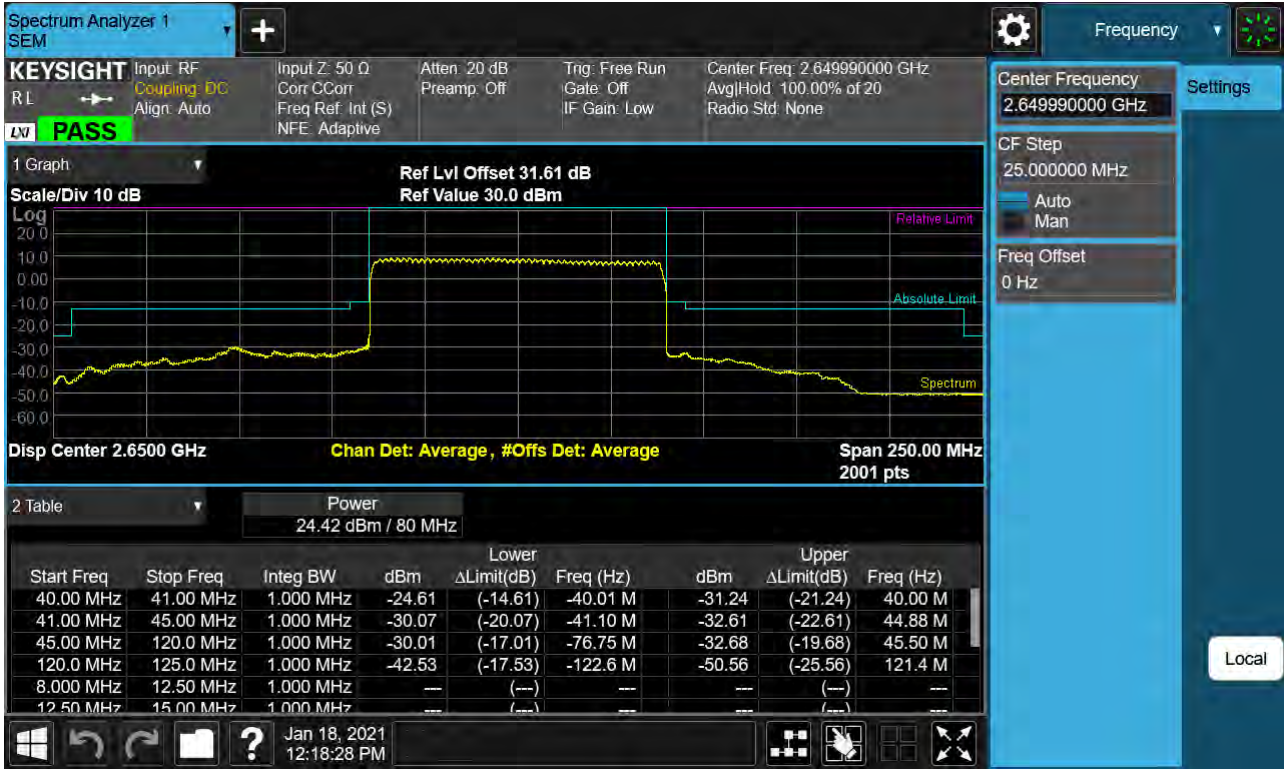 Spectrum Analyzer 1
SEM
+
Frequency
KEYSIGHT
R L
LXI
PASS
Input: RF
Coupling: DC
Align: Auto
Input Z: 50 Ω
Corr CCorr
Freq Ref: Int (S)
NFE: Adaptive
Atten: 20 dB
Preamp: Off
Trig: Free Run
Gate: Off
IF Gain: Low
Center Freq: 2.649990000 GHz
Avg|Hold: 100.00% of 20
Radio Std: None
Center Frequency
2.649990000 GHz
Settings
CF Step
25.000000 MHz
Auto
Man
Freq Offset
0 Hz
Local
1 Graph
Scale/Div 10 dB
Ref Lvl Offset 31.61 dB
Ref Value 30.0 dBm
Log
20.0
10.0
0.00
-10.0
-20.0
-30.0
-40.0
-50.0
-60.0
Relative Limit
Absolute Limit
Spectrum
Disp Center 2.6500 GHz
Chan Det: Average , #Offs Det: Average
Span 250.00 MHz
2001 pts
2 Table
Power
24.42 dBm / 80 MHz
Lower Upper
Start Freq Stop Freq Integ BW dBm ΔLimit(dB) Freq (Hz) dBm ΔLimit(dB) Freq (Hz)
40.00 MHz 41.00 MHz 1.000 MHz -24.61 (-14.61) -40.01 M -31.24 (-21.24) 40.00 M
41.00 MHz 45.00 MHz 1.000 MHz -30.07 (-20.07) -41.10 M -32.61 (-22.61) 44.88 M
45.00 MHz 120.0 MHz 1.000 MHz -30.01 (-17.01) -76.75 M -32.68 (-19.68) 45.50 M
120.0 MHz 125.0 MHz 1.000 MHz -42.53 (-17.53) -122.6 M -50.56 (-25.56) 121.4 M
8.000 MHz 12.50 MHz 1.000 MHz --- (---) --- --- (---) ---
12.50 MHz 15.00 MHz 1.000 MHz --- (---) --- --- (---) ---
?
Jan 18, 2021
12:18:28 PM